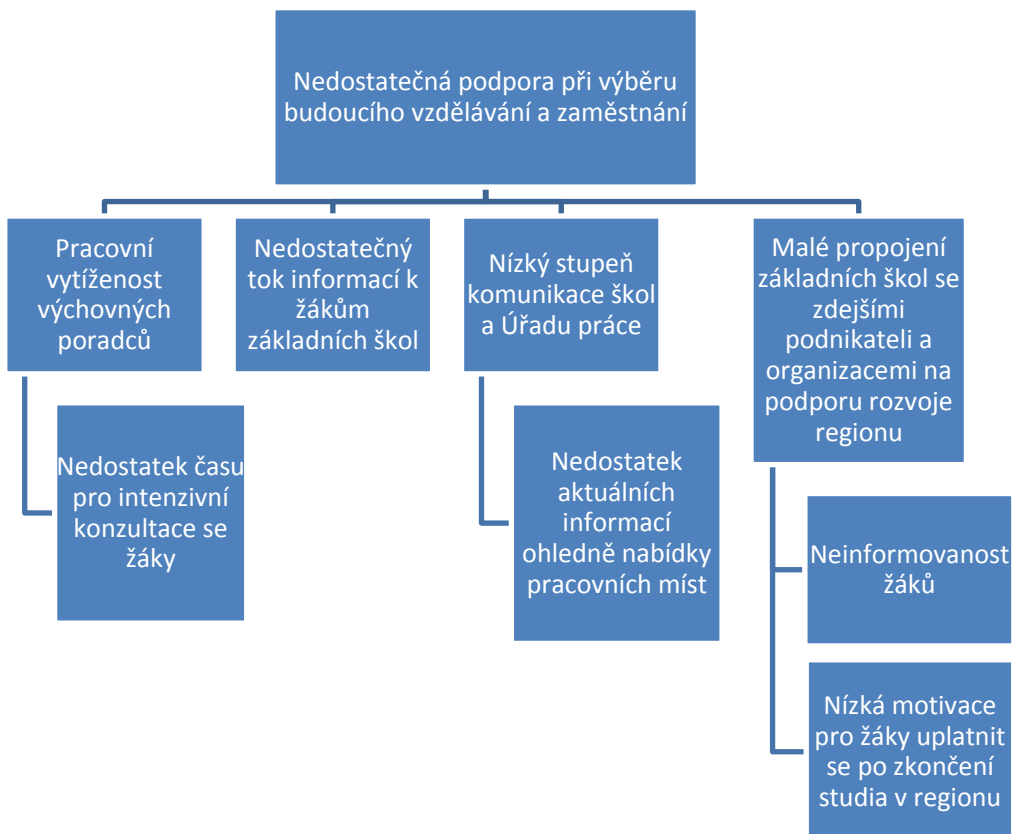 Nedostatečná podpora při výběru
budoucího vzdělávání a zaměstnání
Pracovní
vytíženost
výchovných
poradců
Nedostatek času
pro intenzivní
konzultace se
žáky
Nedostatečný
tok informací k
žákům
základních škol
Nízký stupeň
komunikace škol
a Úřadu práce
Nedostatek
aktuálních
informací
ohledně nabídky
pracovních míst
Malé propojení
základních škol se
zdejšími
podnikateli a
organizacemi na
podporu rozvoje
regionu
Neinformovanost
žáků
Nízká motivace
pro žáky uplatnit
se po zkončení
studia v regionu